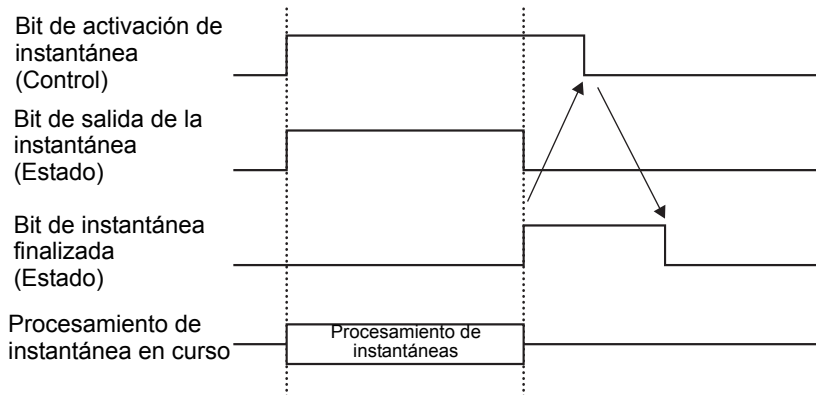 Bit de activación de
instantánea
(Control)
Bit de salida de la
instantánea
(Estado)
Bit de instantánea
finalizada
(Estado)
Procesamiento de
instantánea en curso
Procesamiento de
instantáneas